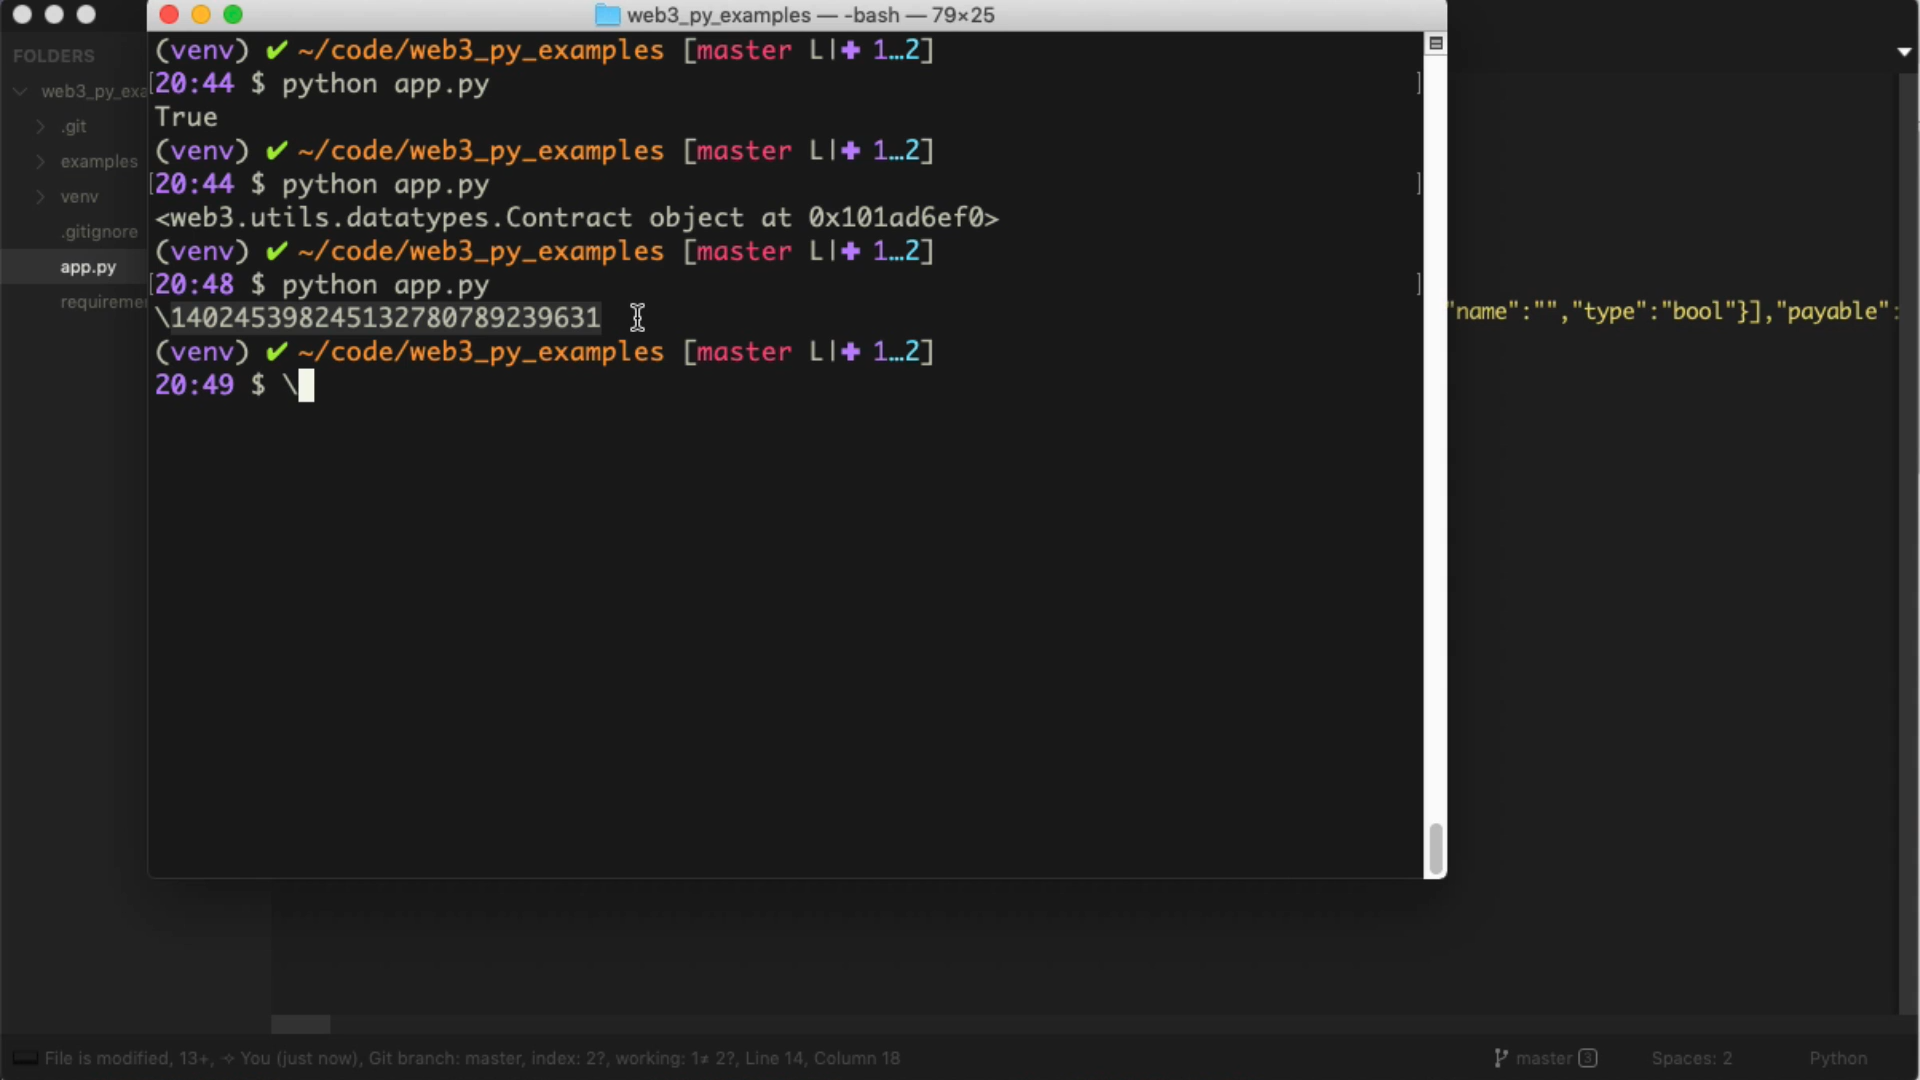 web3_py_examples — -bash — 79×25
FOLDERS
web3_py_exa
.git
examples
venv
.gitignore
app.py
requireme
(venv) ✔ ~/code/web3_py_examples [master L|✚ 1…2]
[20:44 $ python app.py ]
True
(venv) ✔ ~/code/web3_py_examples [master L|✚ 1…2]
[20:44 $ python app.py ]
<web3.utils.datatypes.Contract object at 0x101ad6ef0>
(venv) ✔ ~/code/web3_py_examples [master L|✚ 1…2]
[20:48 $ python app.py ]
\140245398245132780789239631
(venv) ✔ ~/code/web3_py_examples [master L|✚ 1…2]
20:49 $ \
"name":"","type":"bool"}],"payable":
File is modified, 13+, ✧ You (just now), Git branch: master, index: 2?, working: 1≠ 2?, Line 14, Column 18
master 3
Spaces: 2
Python